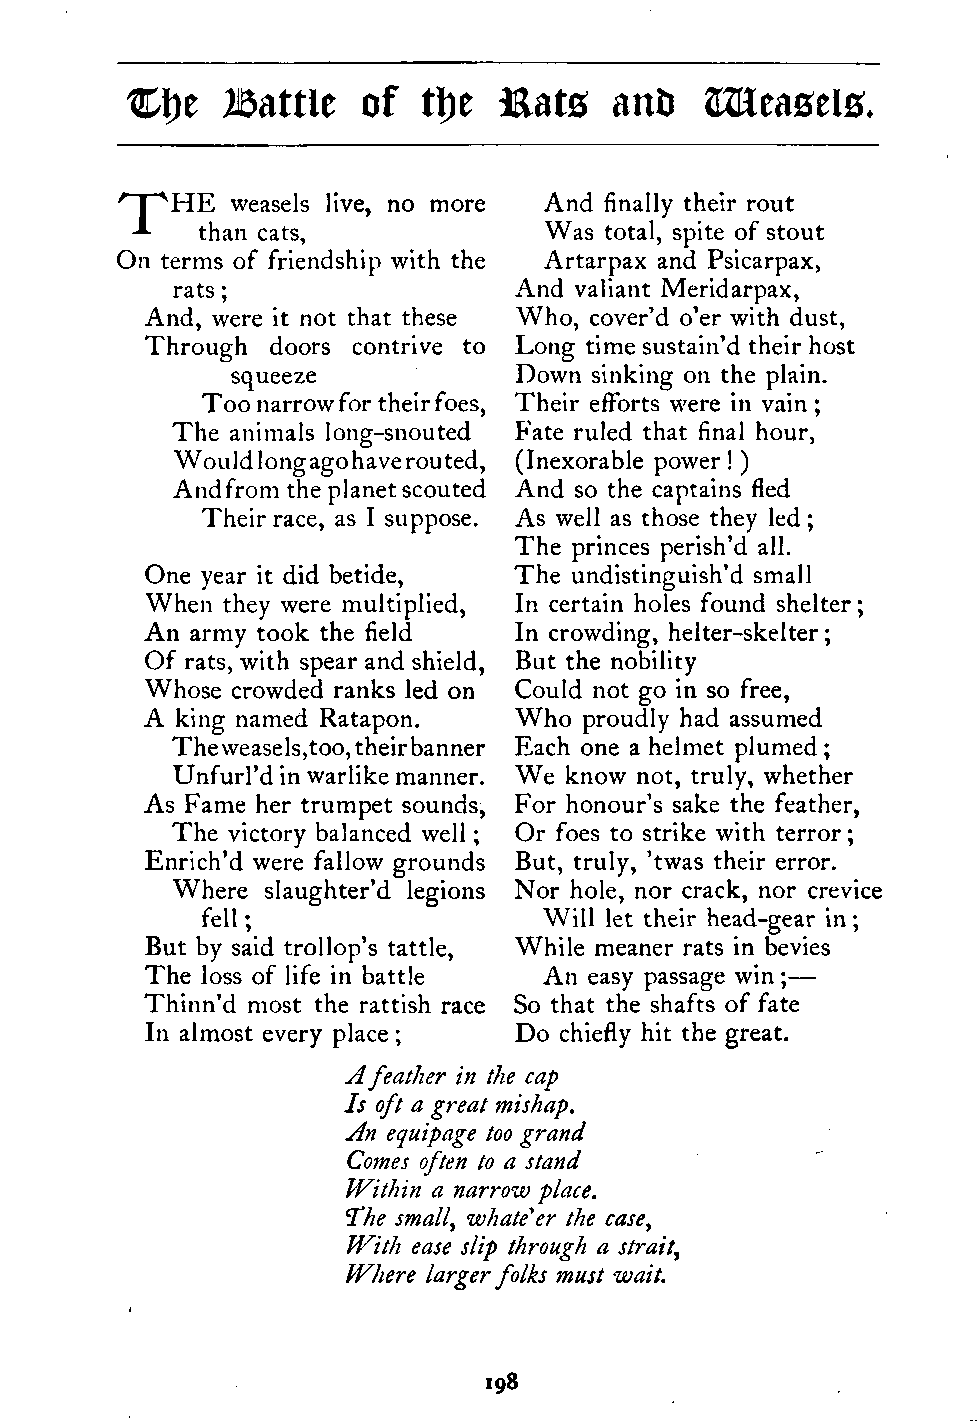 The Battle of the Rats and Weasels.
THE weasels live, no more
than cats,
On terms of friendship with the
rats;
And, were it not that these
Through doors contrive to
squeeze
Too narrow for their foes,
The animals long-snouted
Would long ago have routed,
And from the planet scouted
Their race, as I suppose.
One year it did betide,
When they were multiplied,
An army took the field
Of rats, with spear and shield,
Whose crowded ranks led on
A king named Ratapon.
The weasels, too, their banner
Unfurl'd in warlike manner.
As Fame her trumpet sounds,
The victory balanced well;
Enrich'd were fallow grounds
Where slaughter'd legions
fell;
But by said trollop's tattle,
The loss of life in battle
Thinn'd most the rattish race
In almost every place;
And finally their rout
Was total, spite of stout
Artarpax and Psicarpax,
And valiant Meridarpax,
Who, cover'd o'er with dust,
Long time sustain'd their host
Down sinking on the plain.
Their efforts were in vain;
Fate ruled that final hour,
(Inexorable power!)
And so the captains fled
As well as those they led;
The princes perish'd all.
The undistinguish'd small
In certain holes found shelter;
In crowding, helter-skelter;
But the nobility
Could not go in so free,
Who proudly had assumed
Each one a helmet plumed;
We know not, truly, whether
For honour's sake the feather,
Or foes to strike with terror;
But, truly, 'twas their error.
Nor hole, nor crack, nor crevice
Will let their head-gear in;
While meaner rats in bevies
An easy passage win;—
So that the shafts of fate
Do chiefly hit the great.
A feather in the cap
Is oft a great mishap.
An equipage too grand
Comes often to a stand
Within a narrow place.
The small, whate'er the case,
With ease slip through a strait,
Where larger folks must wait.
198